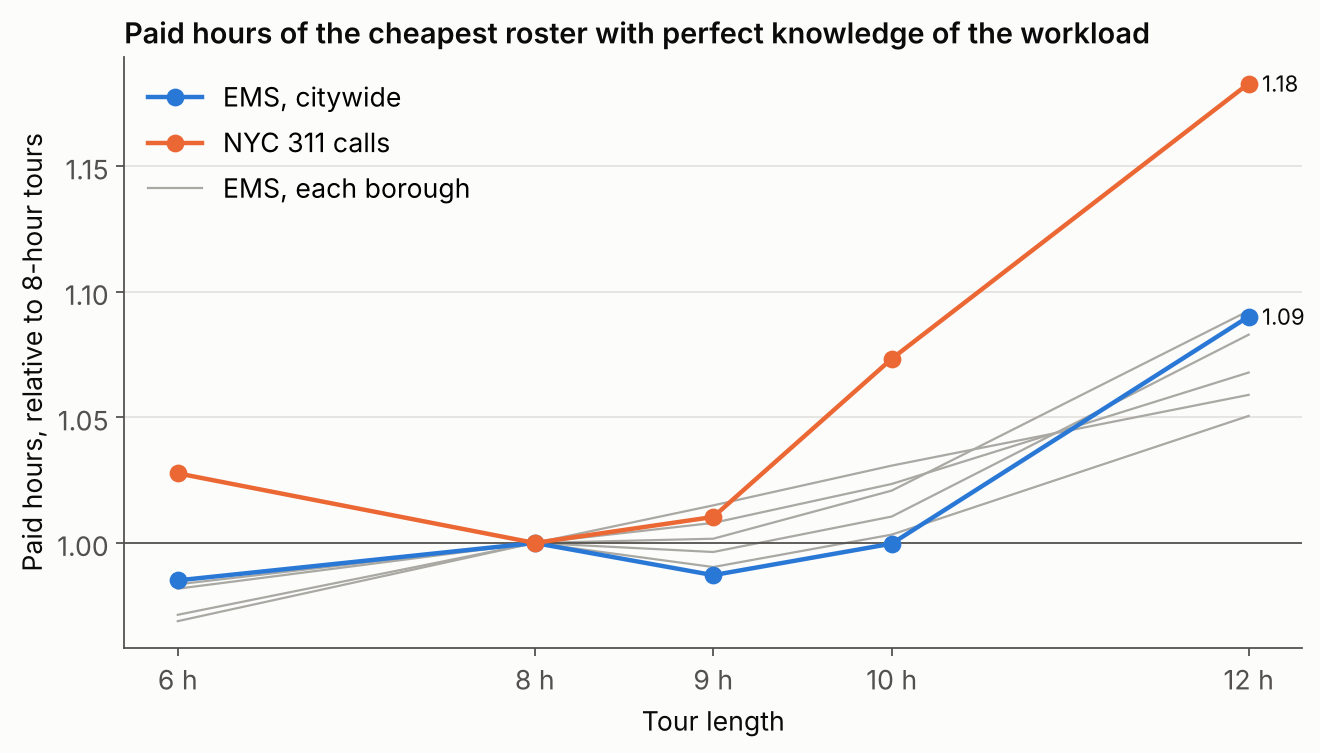 Paid hours of the cheapest roster with perfect knowledge of the workload
EMS, citywide
NYC 311 calls
EMS, each borough
Paid hours, relative to 8-hour tours
1.15
1.10
1.05
1.00
1.18
1.09
6 h
8 h
9 h
10 h
12 h
Tour length